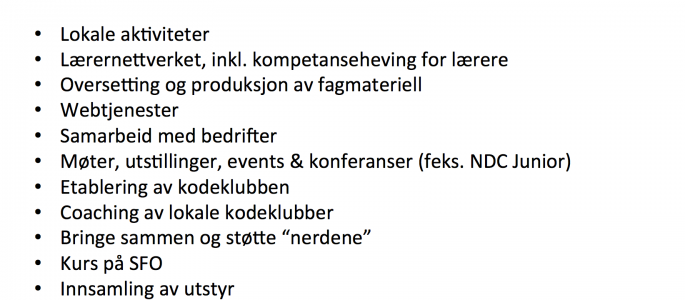 • Lokale aktiviteter
• Lærernettverket, inkl. kompetanseheving for lærere
• Oversetting og produksjon av fagmateriell
• Webtjenester
• Samarbeid med bedrifter
• Møter, utstillinger, events & konferanser (feks. NDC Junior)
• Etablering av kodeklubben
• Coaching av lokale kodeklubber
• Bringe sammen og støtte “nerdene”
• Kurs på SFO
• Innsamling av utstyr